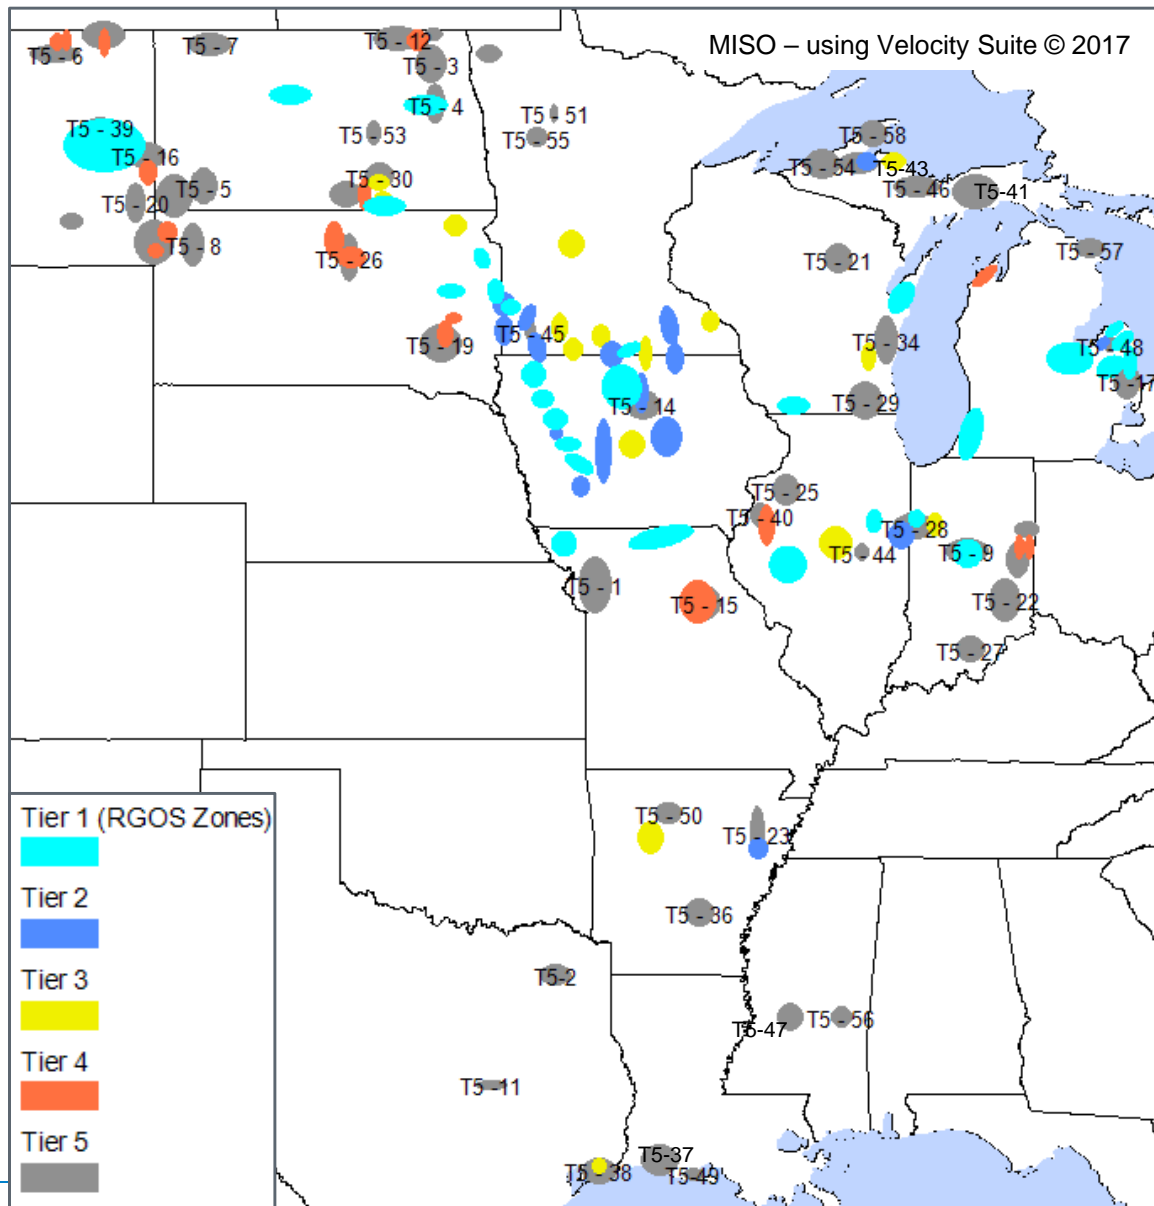 MISO – using Velocity Suite © 2017
T5 - 6
T5 - 7
T5 - 12
T5 - 3
T5 - 4
T5 - 51
T5 - 55
T5 - 39
T5 - 53
T5 - 58
T5 - 16
T5 - 54
T5-43
T5 - 30
T5 - 5
T5 - 46
T5-41
T5 - 20
T5 - 8
T5 - 26
T5 - 21
T5 - 57
T5 - 19
T5 - 45
T5 - 34
T5 - 48
T5 - 17
T5 - 14
T5 - 29
T5 - 25
T5 - 40
T5 - 28
T5 - 44
T5 - 9
T5 - 1
T5 - 15
T5 - 22
T5 - 27
Tier 1 (RGOS Zones)
T5 - 50
T5 - 23
Tier 2
T5 - 36
Tier 3
T5-2
T5-47
T5 - 56
Tier 4
T5 -11
Tier 5
T5-37
T5 - 38
T5-49